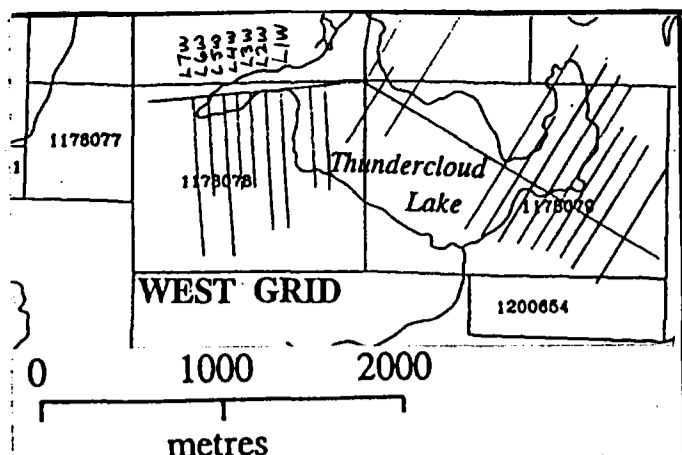 L7W
L6W
L5W
L4W
L3W
L2W
L1W
1178077
1
1178078
Thundercloud
Lake
1178079
WEST GRID
1200654
0 1000 2000
metres